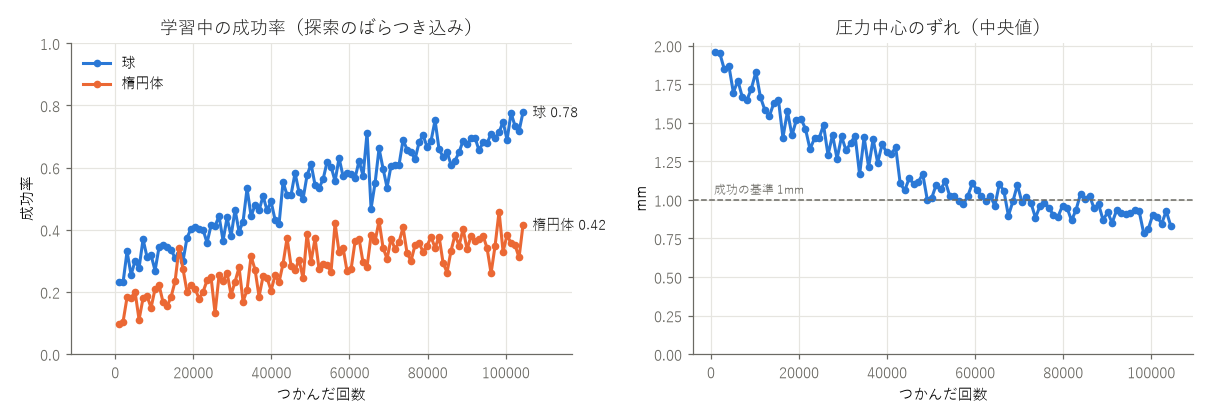 学習中の成功率（探索のばらつき込み）
1.0
0.8
0.6
0.4
0.2
0.0
成功率
球
楕円体
球 0.78
楕円体 0.42
0 20000 40000 60000 80000 100000
つかんだ回数
圧力中心のずれ（中央値）
2.00
1.75
1.50
1.25
1.00
0.75
0.50
0.25
0.00
mm
成功の基準 1mm
0 20000 40000 60000 80000 100000
つかんだ回数